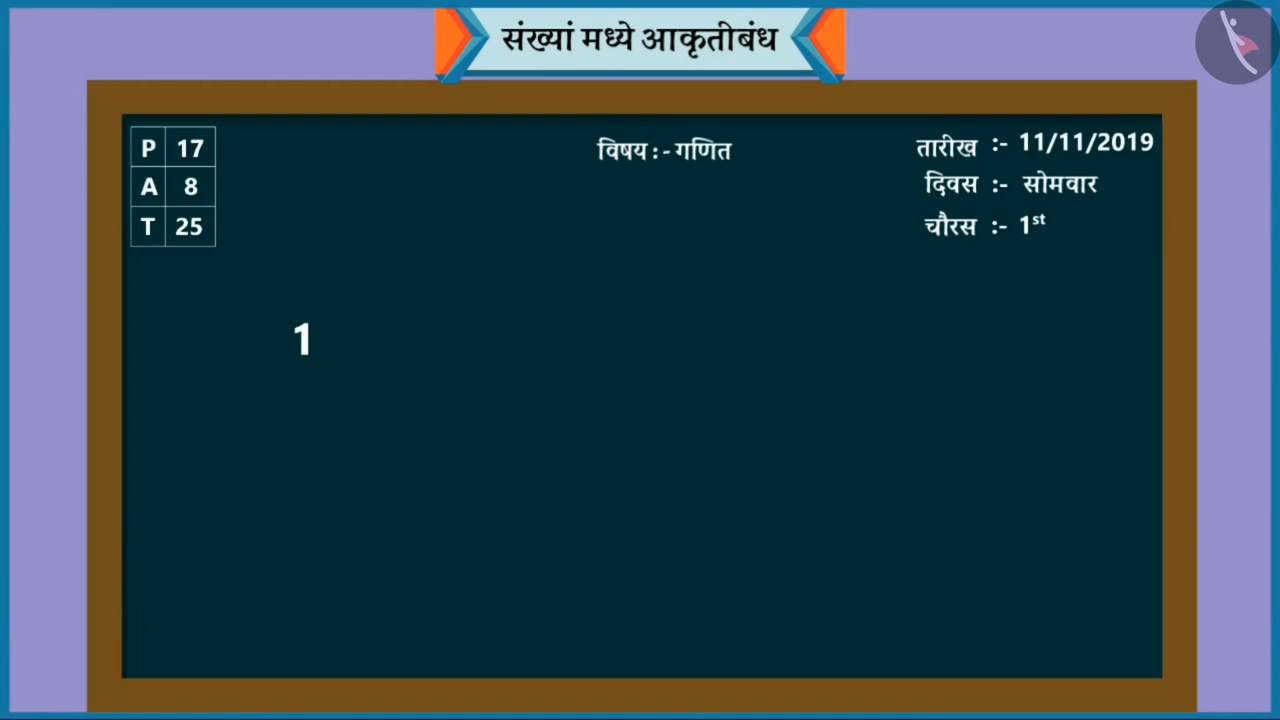 संख्यां मध्ये आकृतीबंध
P 17
A 8
T 25
विषय :- गणित
तारीख :- 11/11/2019
दिवस :- सोमवार
चौरस :- 1st
1